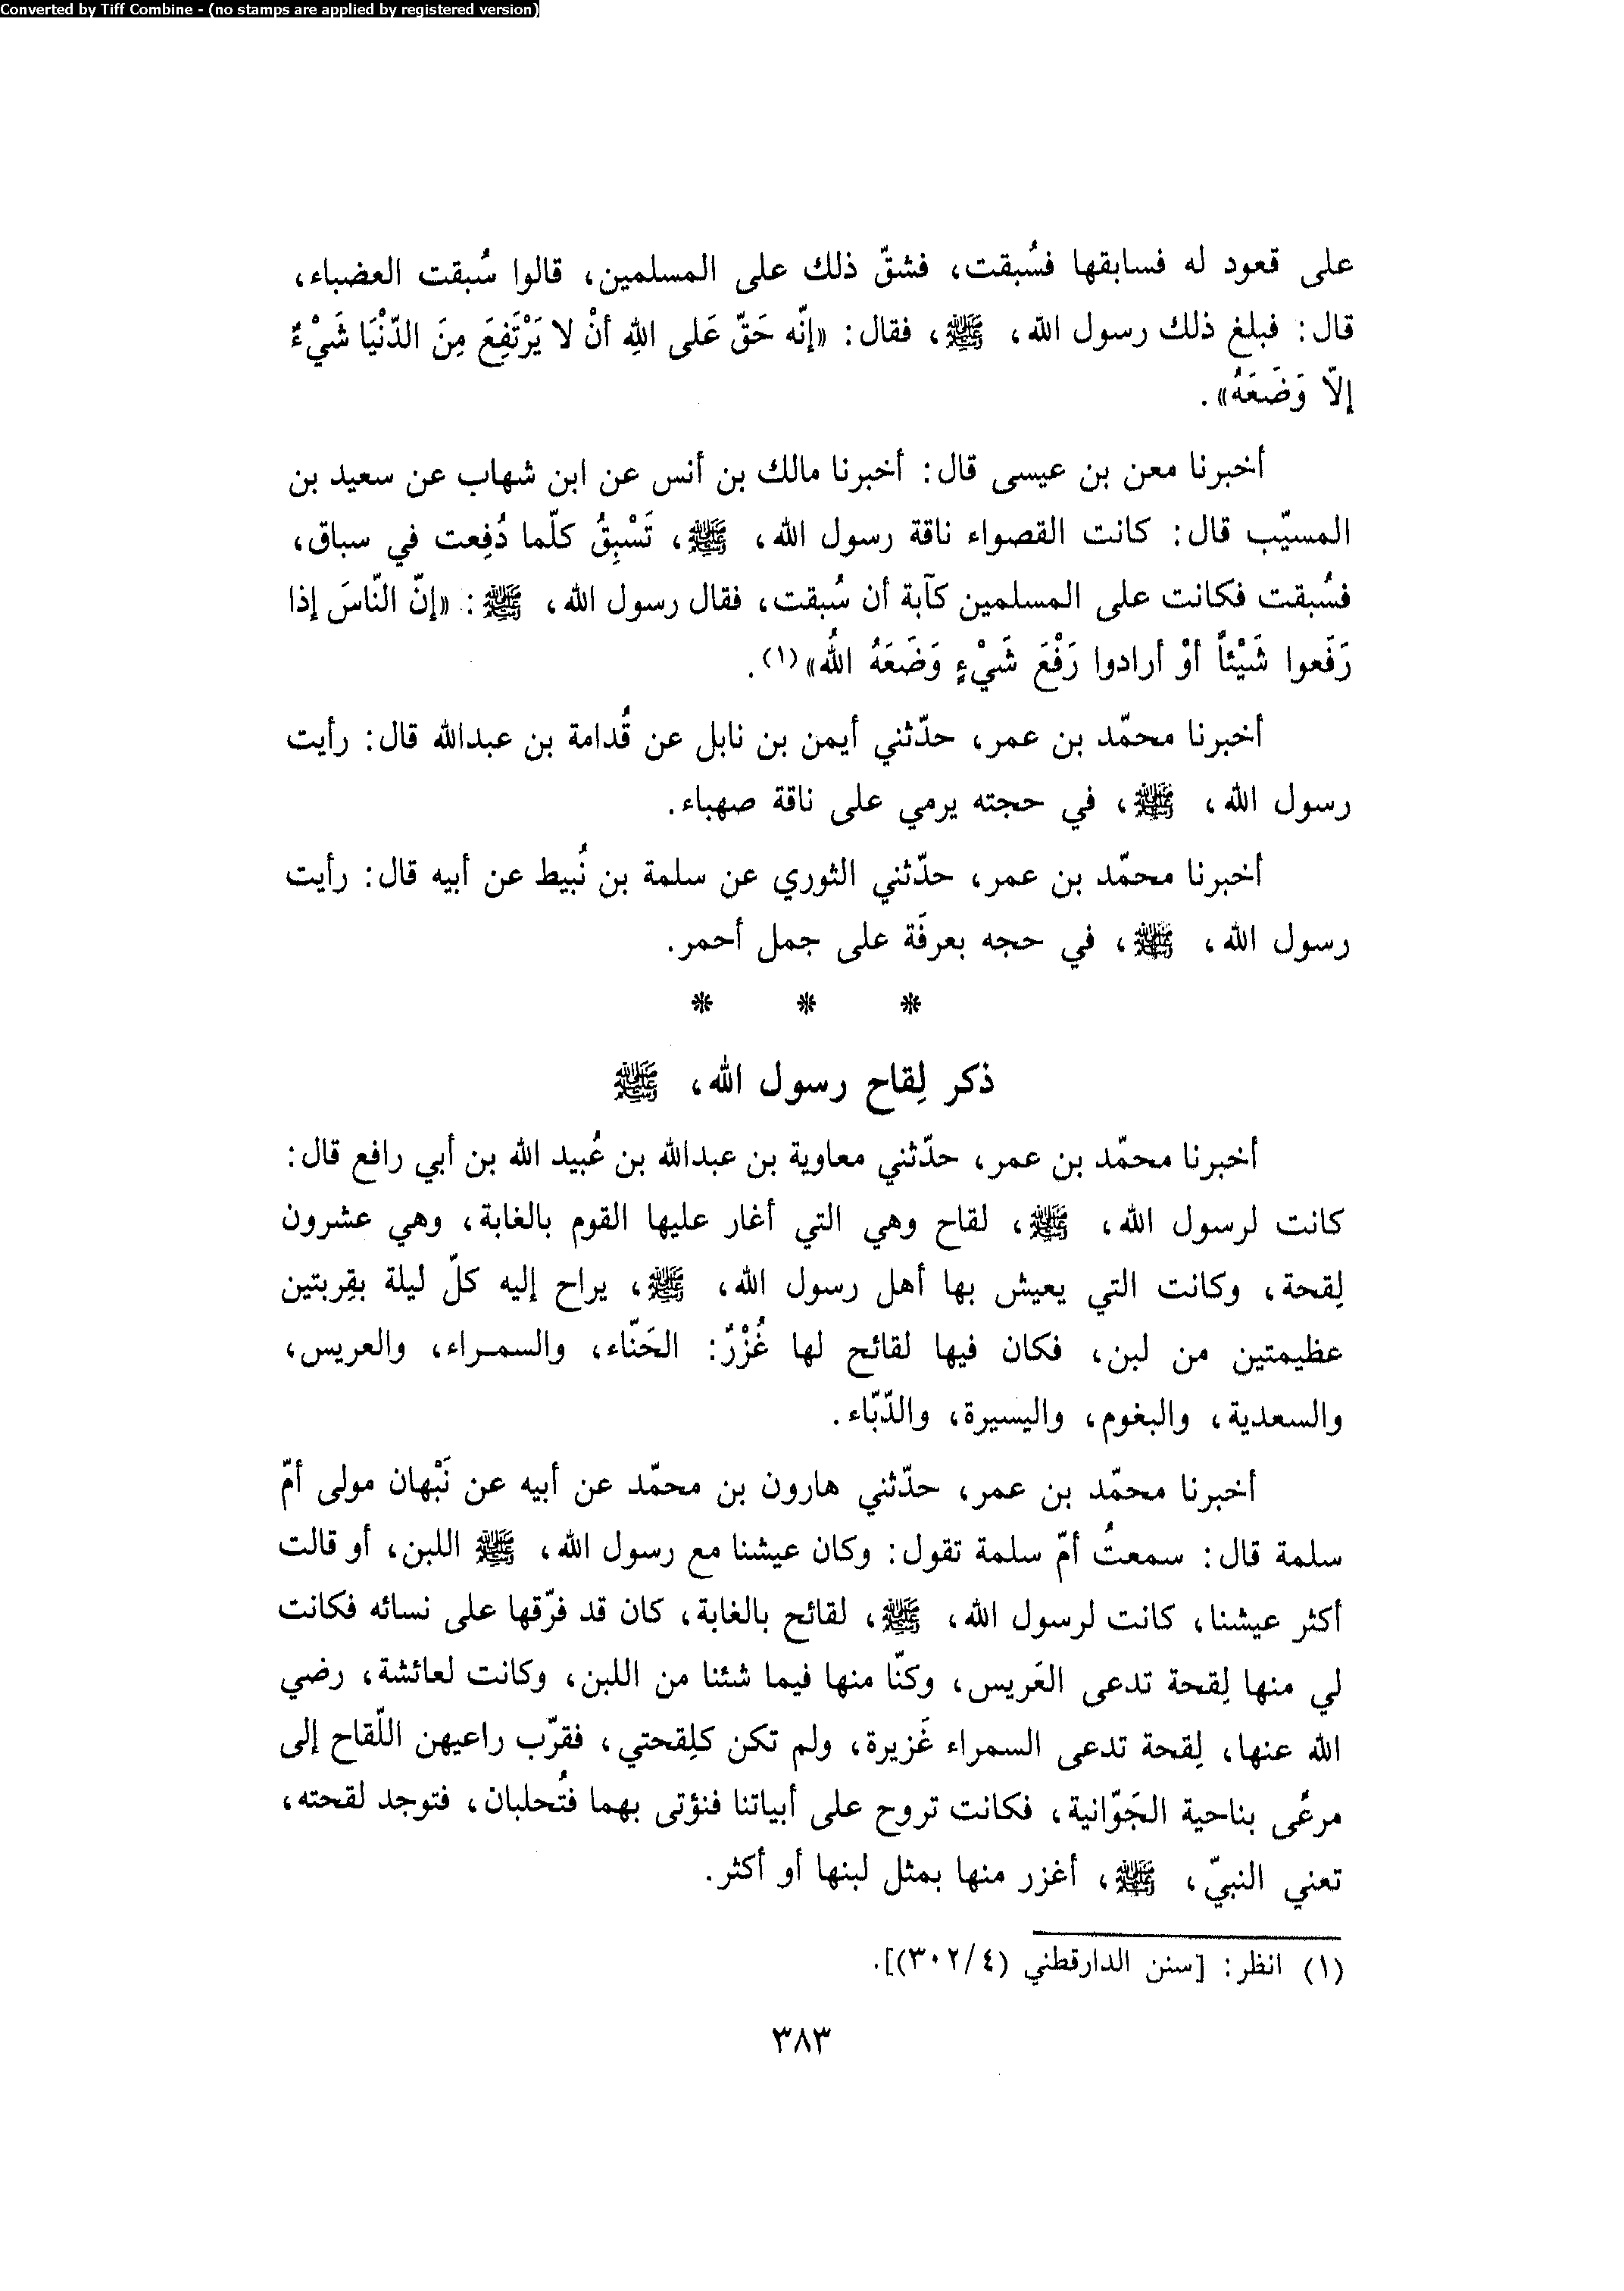 Converted by Tiff Combine - (no stamps are applied by registered version)
على قعود له فسابقها فسُبقت، فشقّ ذلك على المسلمين، قالوا سُبقت العضباء،
قال: فبلغ ذلك رسول الله، ﷺ، فقال: «إنّه حَقّ عَلى اللهِ أنْ لا يَرْتَفِعَ مِنَ الدّنْيَا شَيْءٌ
إلّا وَضَعَهُ».
أخبرنا معن بن عيسى قال: أخبرنا مالك بن أنس عن ابن شهاب عن سعيد بن
المسيّب قال: كانت القصواء ناقة رسول الله، ﷺ، تَسْبِقُ كلّما دُفِعت في سباق،
فسُبقت فكانت على المسلمين كآبة أن سُبقت، فقال رسول الله، ﷺ: «إنّ النّاسَ إذا
رَفَعوا شَيْئاً أوْ أرادوا رَفْعَ شَيْءٍ وَضَعَهُ اللهُ»(١).
أخبرنا محمّد بن عمر، حدّثني أيمن بن نابل عن قُدامة بن عبدالله قال: رأيت
رسول الله، ﷺ، في حجته يرمي على ناقة صهباء.
أخبرنا محمّد بن عمر، حدّثني الثوري عن سلمة بن نُبيط عن أبيه قال: رأيت
رسول الله، ﷺ، في حجه بعرفَة على جمل أحمر.
* * *
ذكر لِقاح رسول الله، ﷺ
أخبرنا محمّد بن عمر، حدّثني معاوية بن عبدالله بن عُبيد الله بن أبي رافع قال:
كانت لرسول الله، ﷺ، لقاح وهي التي أغار عليها القوم بالغابة، وهي عشرون
لِقحة، وكانت التي يعيش بها أهل رسول الله، ﷺ، يراح إليه كلّ ليلة بقِربتين
عظيمتين من لبن، فكان فيها لقائح لها غُزْرٌ: الحَنّاء، والسمراء، والعريس،
والسعدية، والبغوم، واليسيرة، والدّبّاء.
أخبرنا محمّد بن عمر، حدّثني هارون بن محمّد عن أبيه عن نَبْهان مولى أمّ
سلمة قال: سمعتُ أمّ سلمة تقول: وكان عيشنا مع رسول الله، ﷺ اللبن، أو قالت
أكثر عيشنا، كانت لرسول الله، ﷺ، لقائح بالغابة، كان قد فرّقها على نسائه فكانت
لي منها لِقحة تدعى العَريس، وكنّا منها فيما شئنا من اللبن، وكانت لعائشة، رضي
الله عنها، لِقحة تدعى السمراء غَزيرة، ولم تكن كلِقحتي، فقرّب راعيهن اللّقاح إلى
مرعًى بناحية الجَوّانية، فكانت تروح على أبياتنا فنؤتى بهما فتُحلبان، فتوجد لقحته،
تعني النبيّ، ﷺ، أغزر منها بمثل لبنها أو أكثر.
(١) انظر: [سنن الدارقطني (٣٠٢/٤)].
٣٨٣